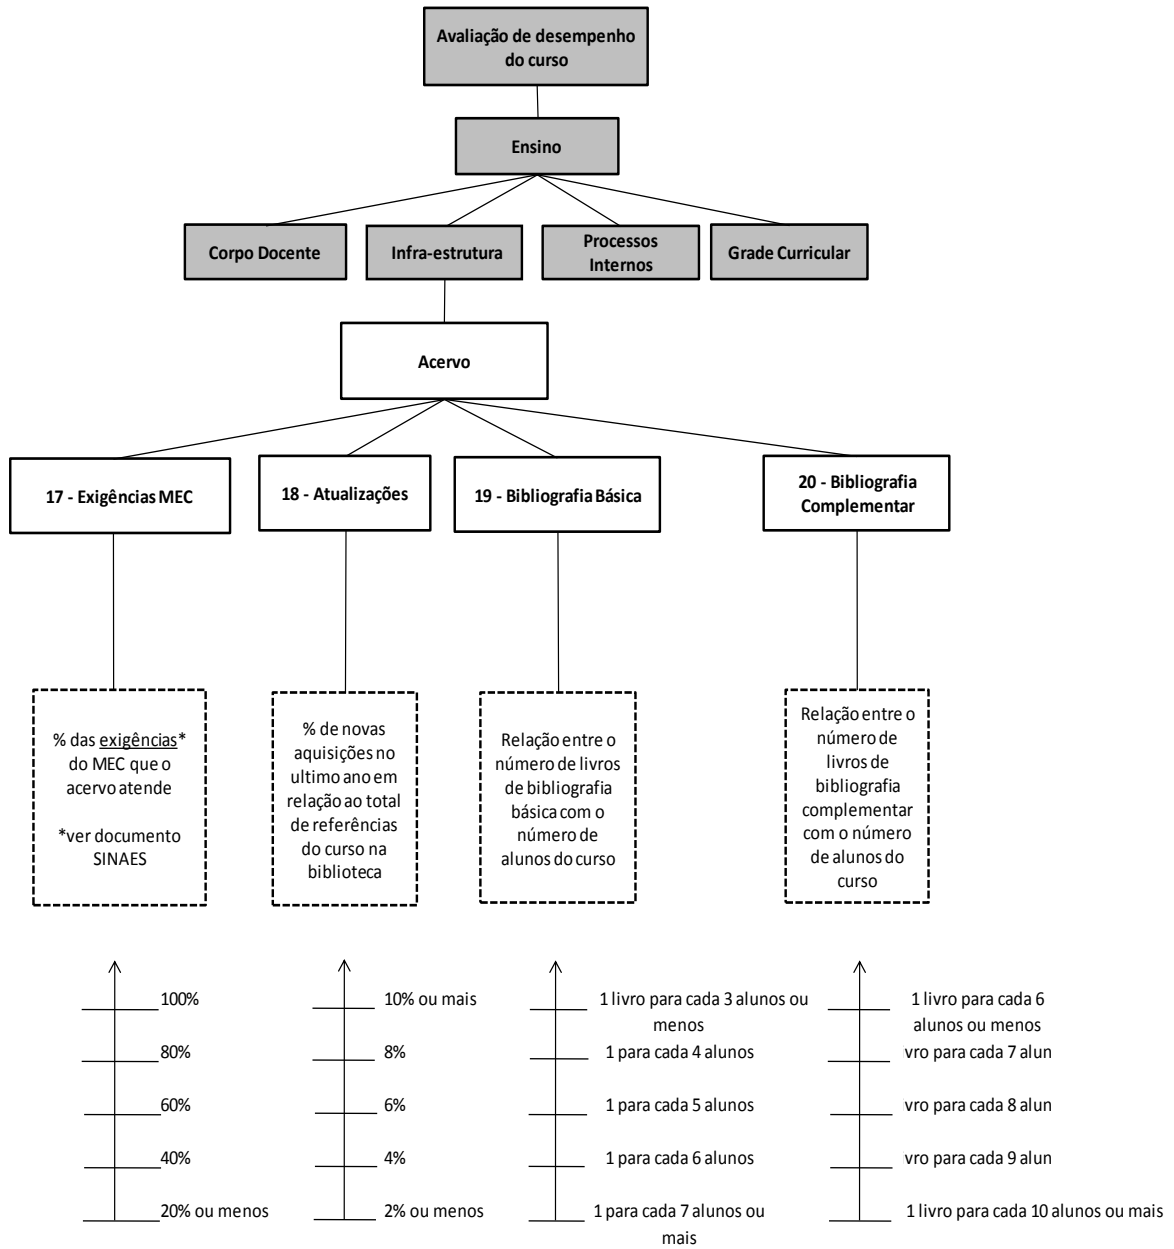 Avaliação de desempenho
do curso
Ensino
Corpo Docente
Infra-estrutura
Processos
Internos
Grade Curricular
Acervo
17 - Exigências MEC
18 - Atualizações
19 - Bibliografia Básica
20 - Bibliografia
Complementar
% das exigências*
do MEC que o
acervo atende
*ver documento
SINAES
% de novas
aquisições no
ultimo ano em
relação ao total
de referências
do curso na
biblioteca
Relação entre o
número de livros
de bibliografia
básica com o
número de
alunos do curso
Relação entre o
número de
livros de
bibliografia
complementar
com o número
de alunos do
curso
100%
80%
60%
40%
20% ou menos
10% ou mais
8%
6%
4%
2% ou menos
1 livro para cada 3 alunos ou
menos
1 para cada 4 alunos
1 para cada 5 alunos
1 para cada 6 alunos
1 para cada 7 alunos ou
mais
1 livro para cada 6
alunos ou menos
vro para cada 7 alun
vro para cada 8 alun
vro para cada 9 alun
1 livro para cada 10 alunos ou mais